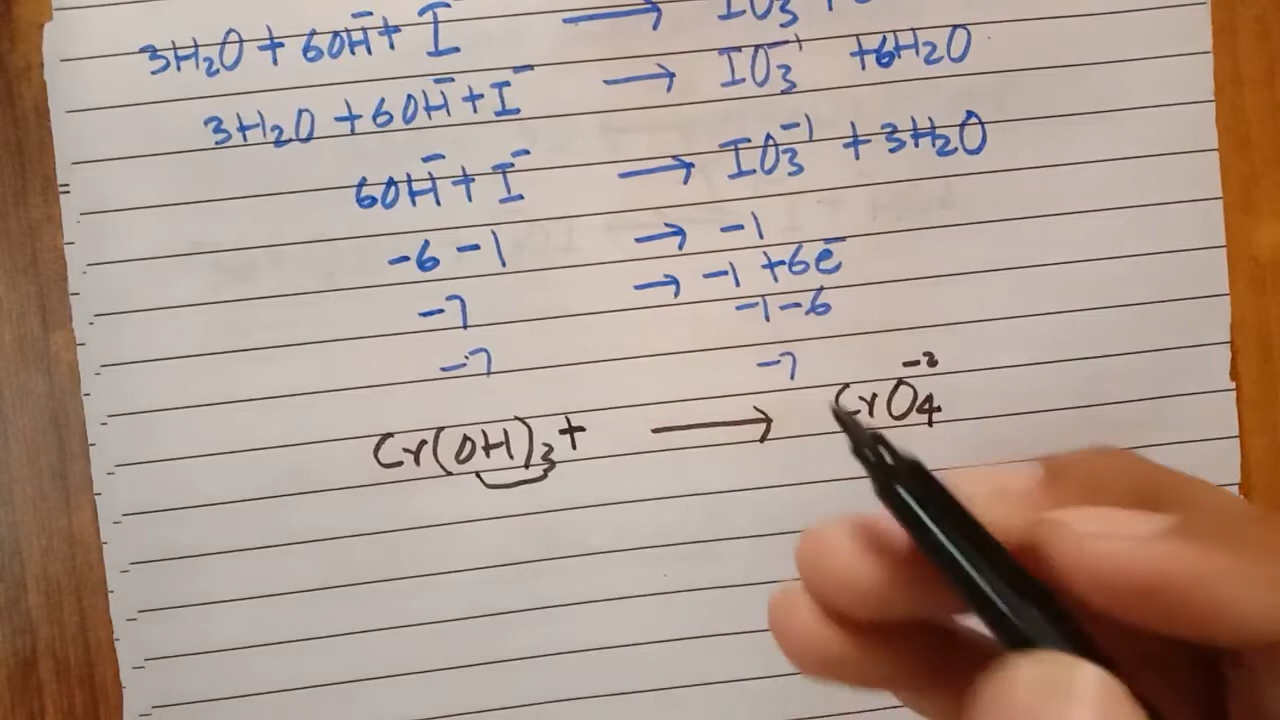 3H₂O + 6OH⁻ + I⁻ → IO₃
3H₂O + 6OH⁻ + I⁻ → IO₃⁻¹ + 6H₂O
6OH⁻ + I⁻ → IO₃⁻¹ + 3H₂O
-6 -1 → -1
-7 → -1 + 6e⁻
-1 -6
-7 -7
Cr(OH)₃ + → CrO₄⁻²